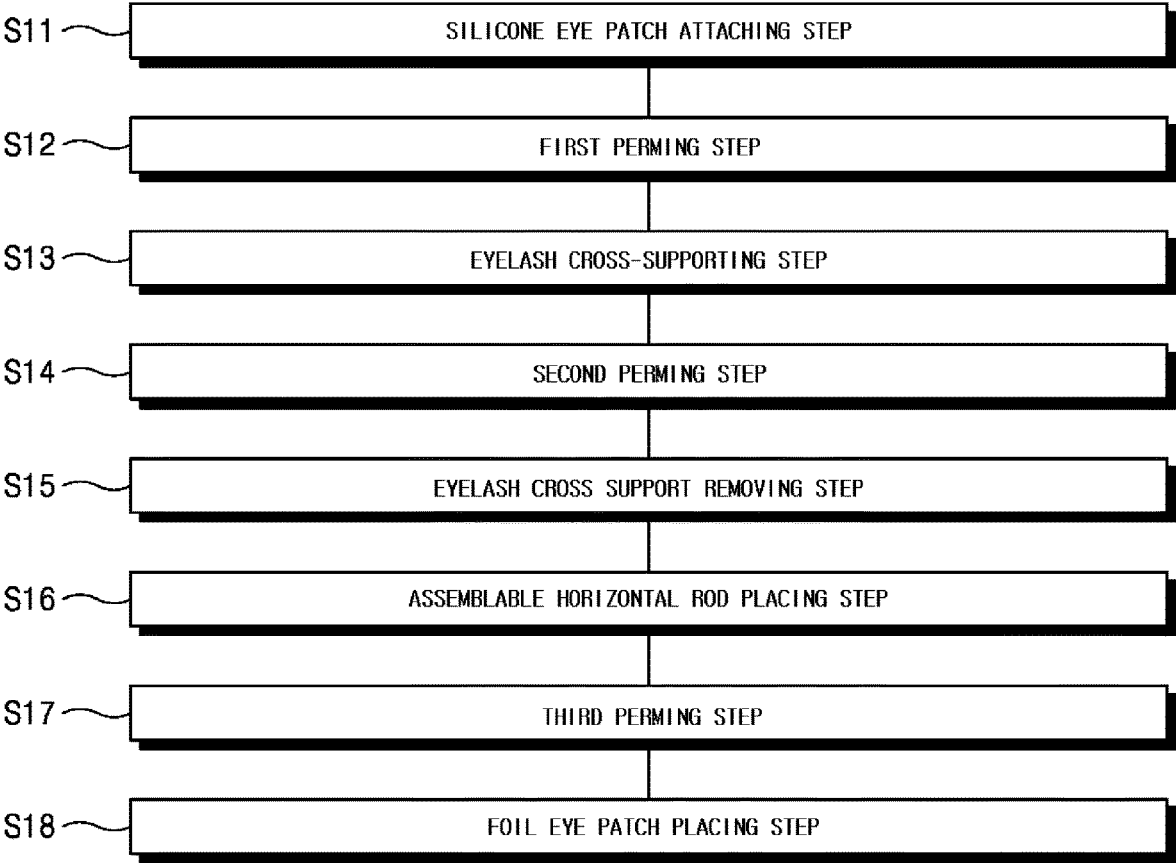 S11 SILICONE EYE PATCH ATTACHING STEP
S12 FIRST PERMING STEP
S13 EYELASH CROSS-SUPPORTING STEP
S14 SECOND PERMING STEP
S15 EYELASH CROSS SUPPORT REMOVING STEP
S16 ASSEMBLABLE HORIZONTAL ROD PLACING STEP
S17 THIRD PERMING STEP
S18 FOIL EYE PATCH PLACING STEP